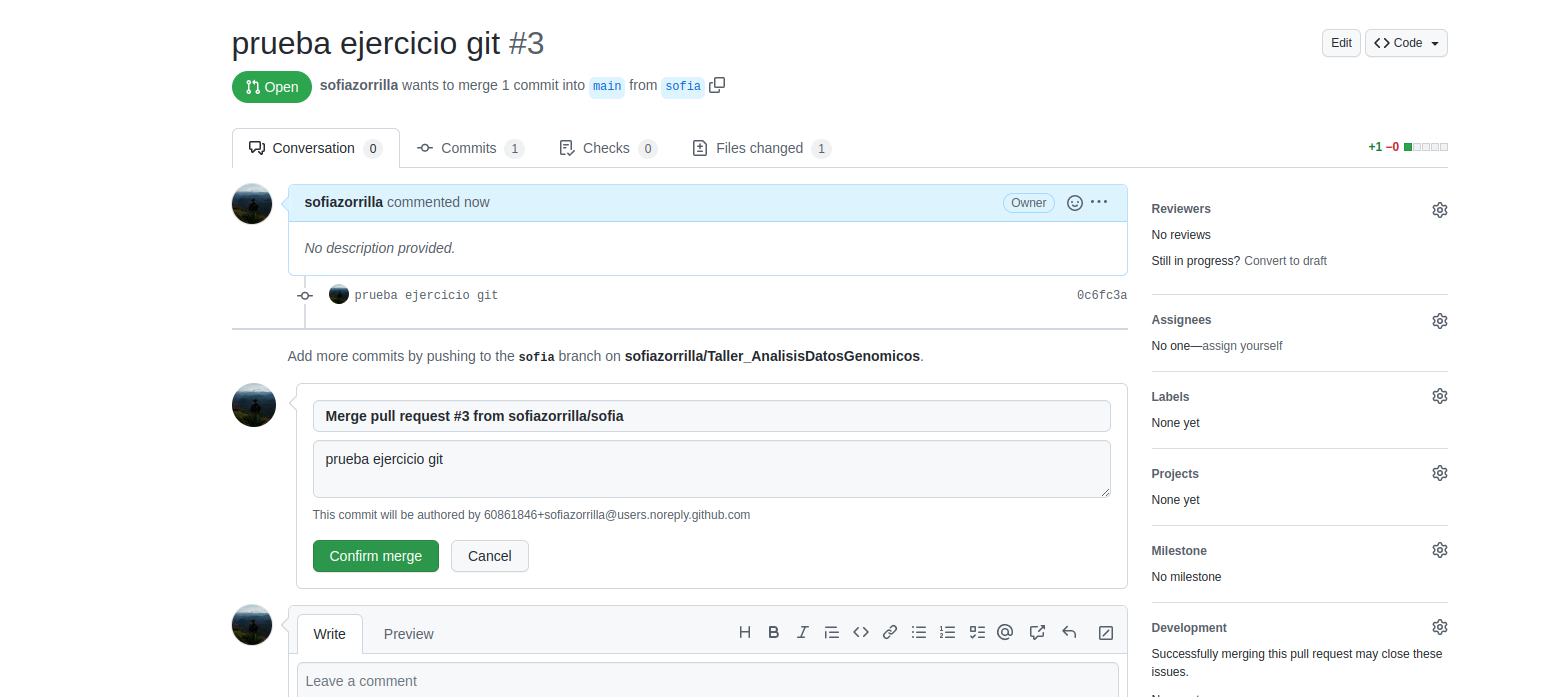 prueba ejercicio git #3
Edit
Code
Open
sofiazorrilla wants to merge 1 commit into main from sofia
Conversation 0
Commits 1
Checks 0
Files changed 1
+1 −0
sofiazorrilla commented now
Owner
No description provided.
prueba ejercicio git
0c6fc3a
Add more commits by pushing to the sofia branch on sofiazorrilla/Taller_AnalisisDatosGenomicos.
Merge pull request #3 from sofiazorrilla/sofia
prueba ejercicio git
This commit will be authored by 60861846+sofiazorrilla@users.noreply.github.com
Confirm merge
Cancel
Write
Preview
Leave a comment
Reviewers
No reviews
Still in progress? Convert to draft
Assignees
No one—assign yourself
Labels
None yet
Projects
None yet
Milestone
No milestone
Development
Successfully merging this pull request may close these
issues.